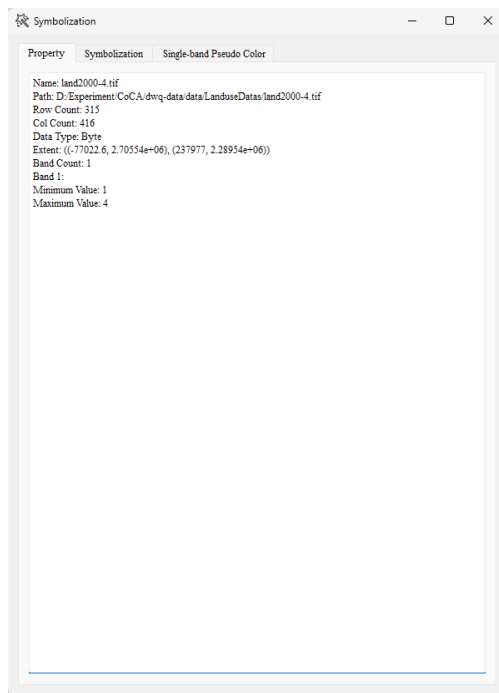 Symbolization
Property Symbolization Single-band Pseudo Color
Name: land2000-4.tif
Path: D:/Experiment/CoCA/dwq-data/data/LanduseDatas/land2000-4.tif
Row Count: 315
Col Count: 416
Data Type: Byte
Extent: ((-77022.6, 2.70554e+06), (237977, 2.28954e+06))
Band Count: 1
Band 1:
Minimum Value: 1
Maximum Value: 4